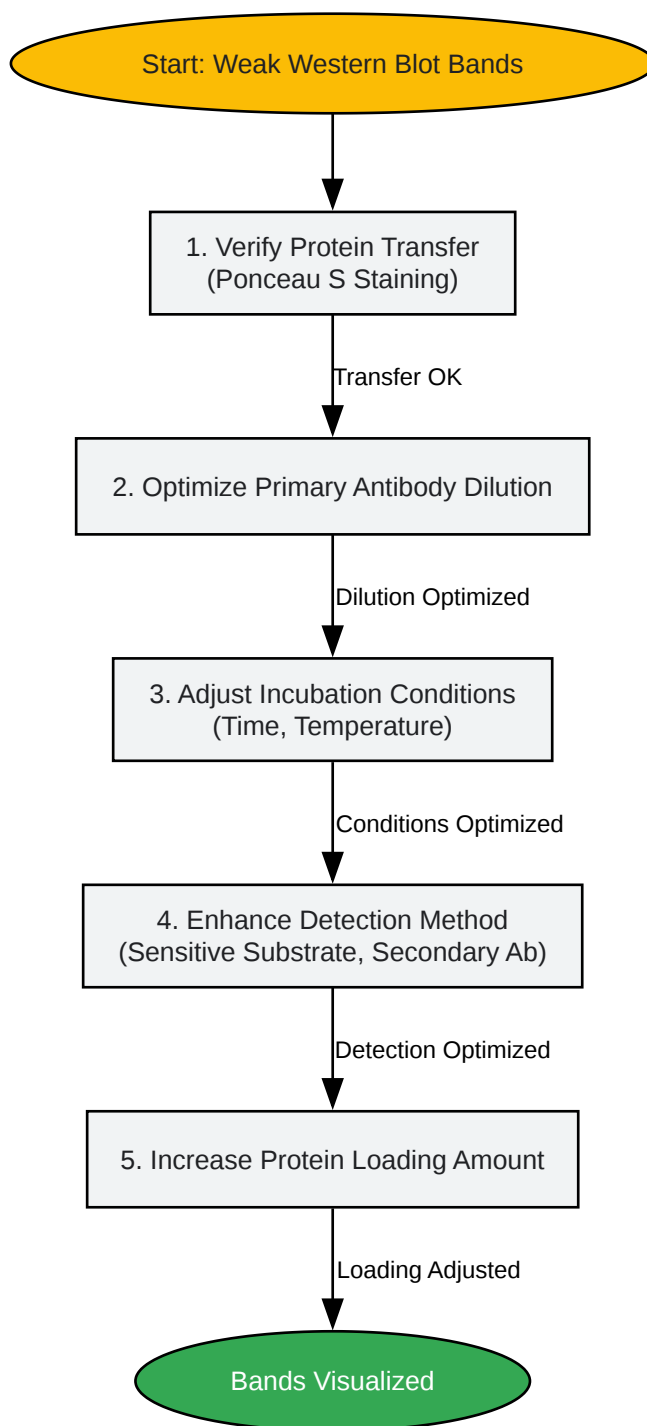 Start: Weak Western Blot Bands
1. Verify Protein Transfer
(Ponceau S Staining)
Transfer OK
2. Optimize Primary Antibody Dilution
Dilution Optimized
3. Adjust Incubation Conditions
(Time, Temperature)
Conditions Optimized
4. Enhance Detection Method
(Sensitive Substrate, Secondary Ab)
Detection Optimized
5. Increase Protein Loading Amount
Loading Adjusted
Bands Visualized